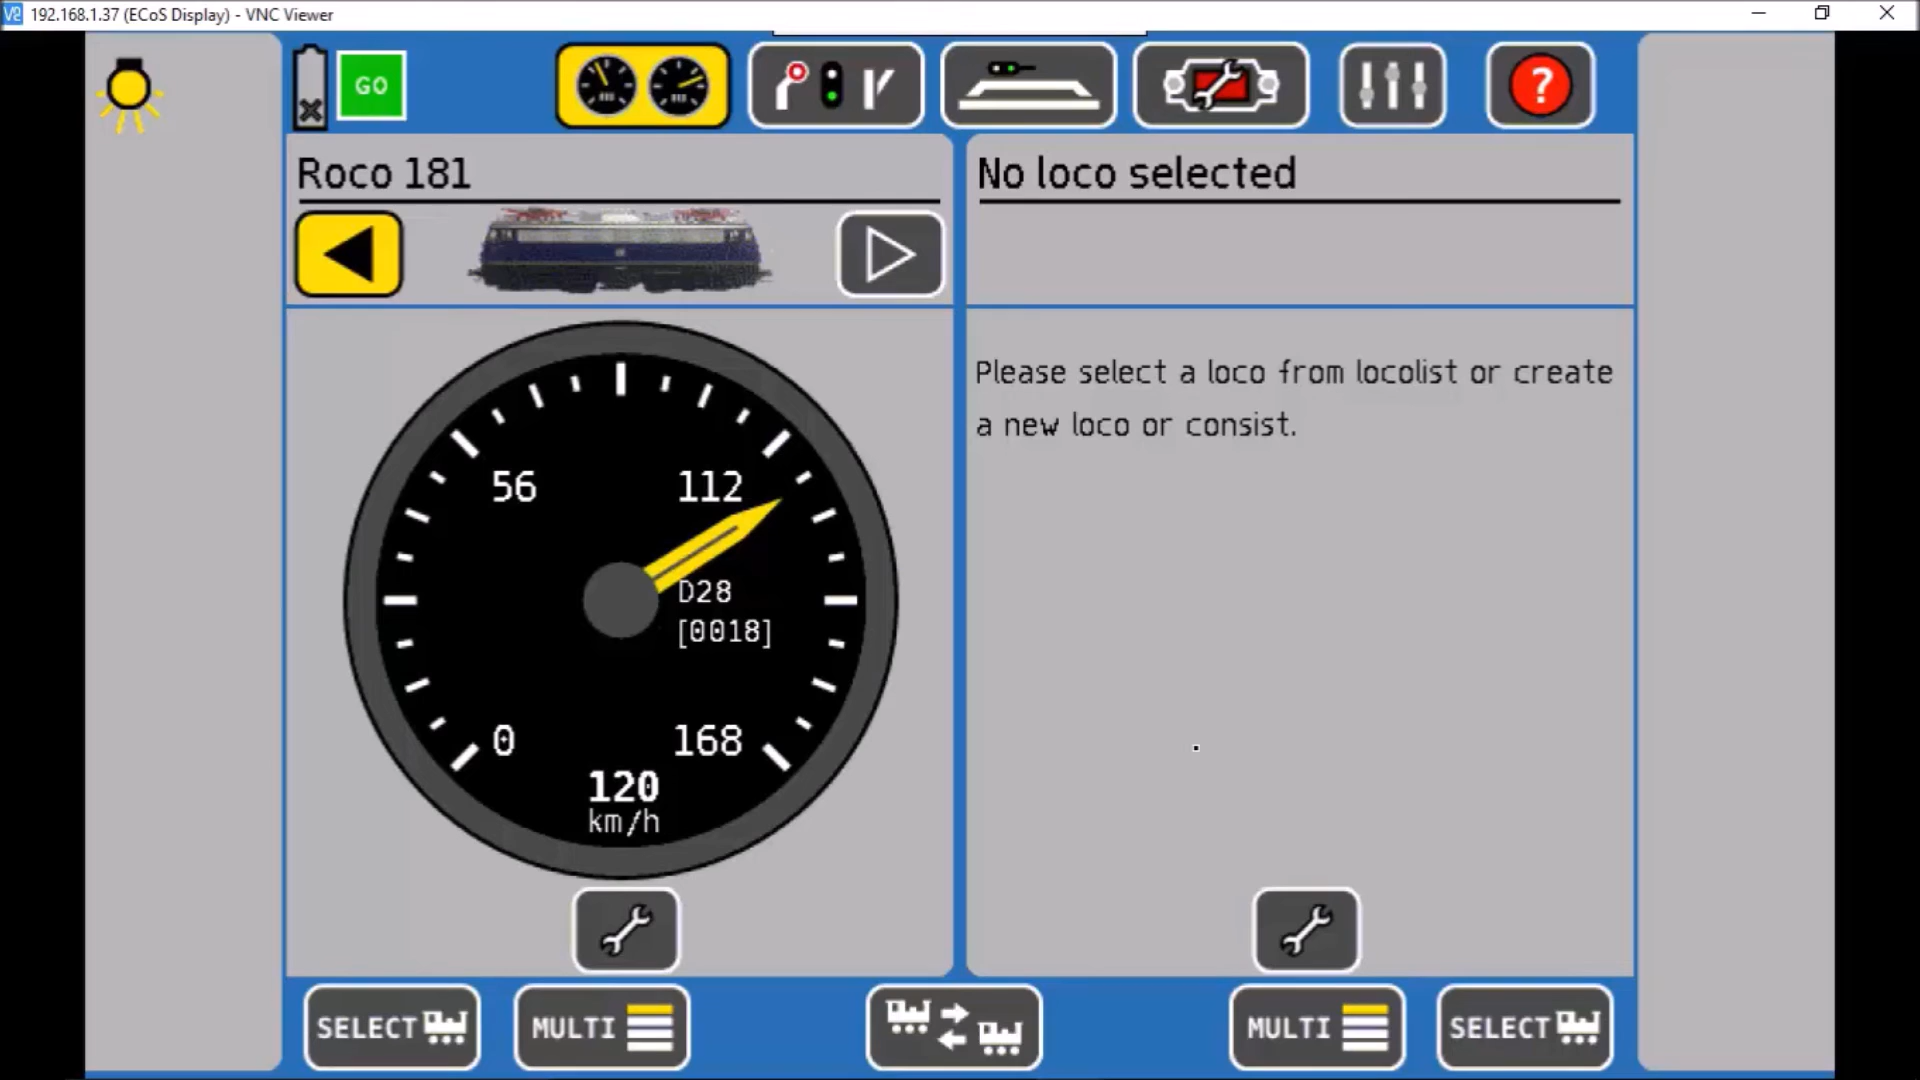 192.168.1.37 (ECoS Display) - VNC Viewer
GO
?
Roco 181
No loco selected
Please select a loco from locolist or create
a new loco or consist.
56
112
D28
[0018]
0
168
120
km/h
SELECT
MULTI
MULTI
SELECT